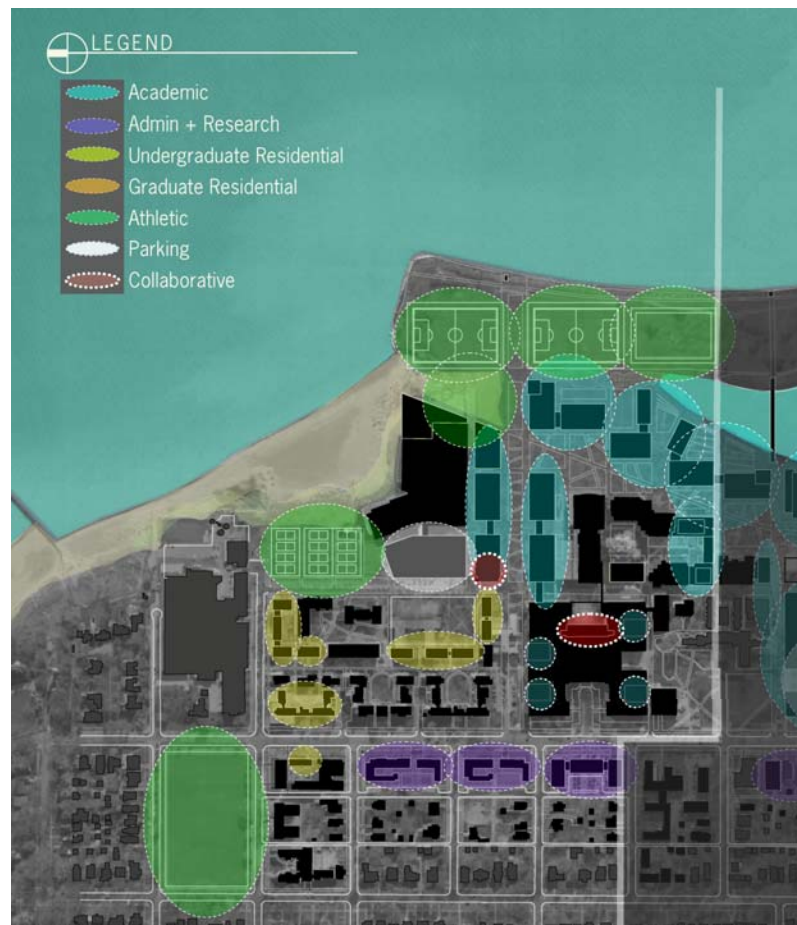 LEGEND
Academic
Admin + Research
Undergraduate Residential
Graduate Residential
Athletic
Parking
Collaborative